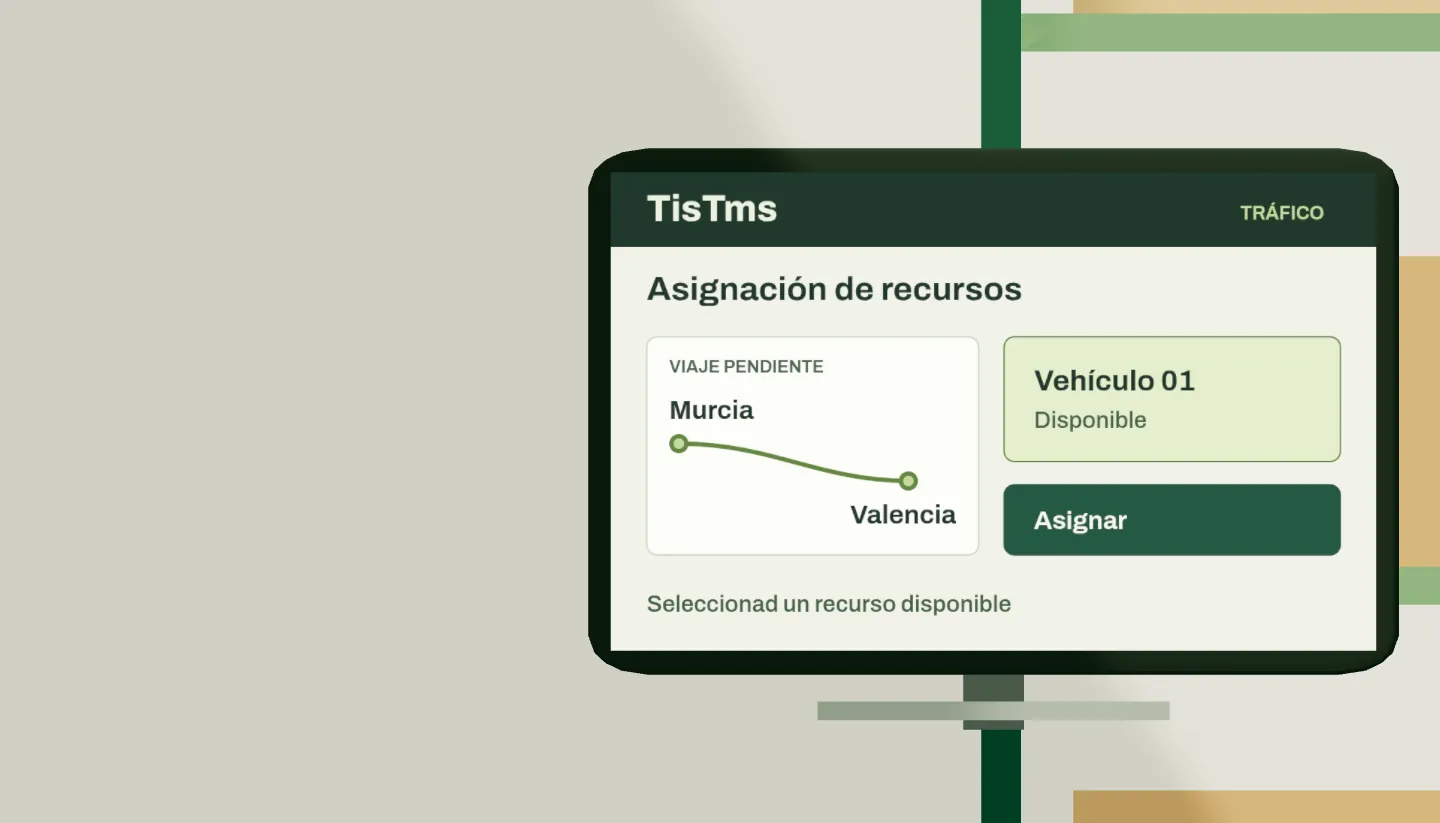 TisTms
TRÁFICO
Asignación de recursos
VIAJE PENDIENTE
Murcia
Valencia
Vehículo 01
Disponible
Asignar
Seleccionad un recurso disponible